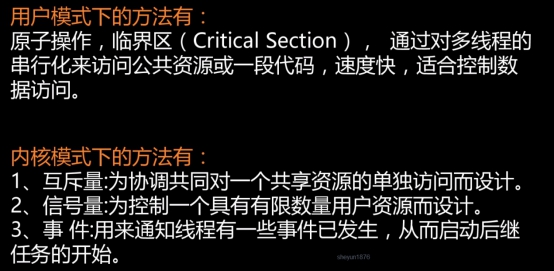 用户模式下的方法有：
原子操作，临界区（Critical Section）， 通过对多线程的
串行化来访问公共资源或一段代码，速度快，适合控制数
据访问。
内核模式下的方法有：
1、互斥量:为协调共同对一个共享资源的单独访问而设计。
2、信号量:为控制一个具有有限数量用户资源而设计。
3、事 件:用来通知线程有一些事件已发生，从而启动后继
任务的开始。